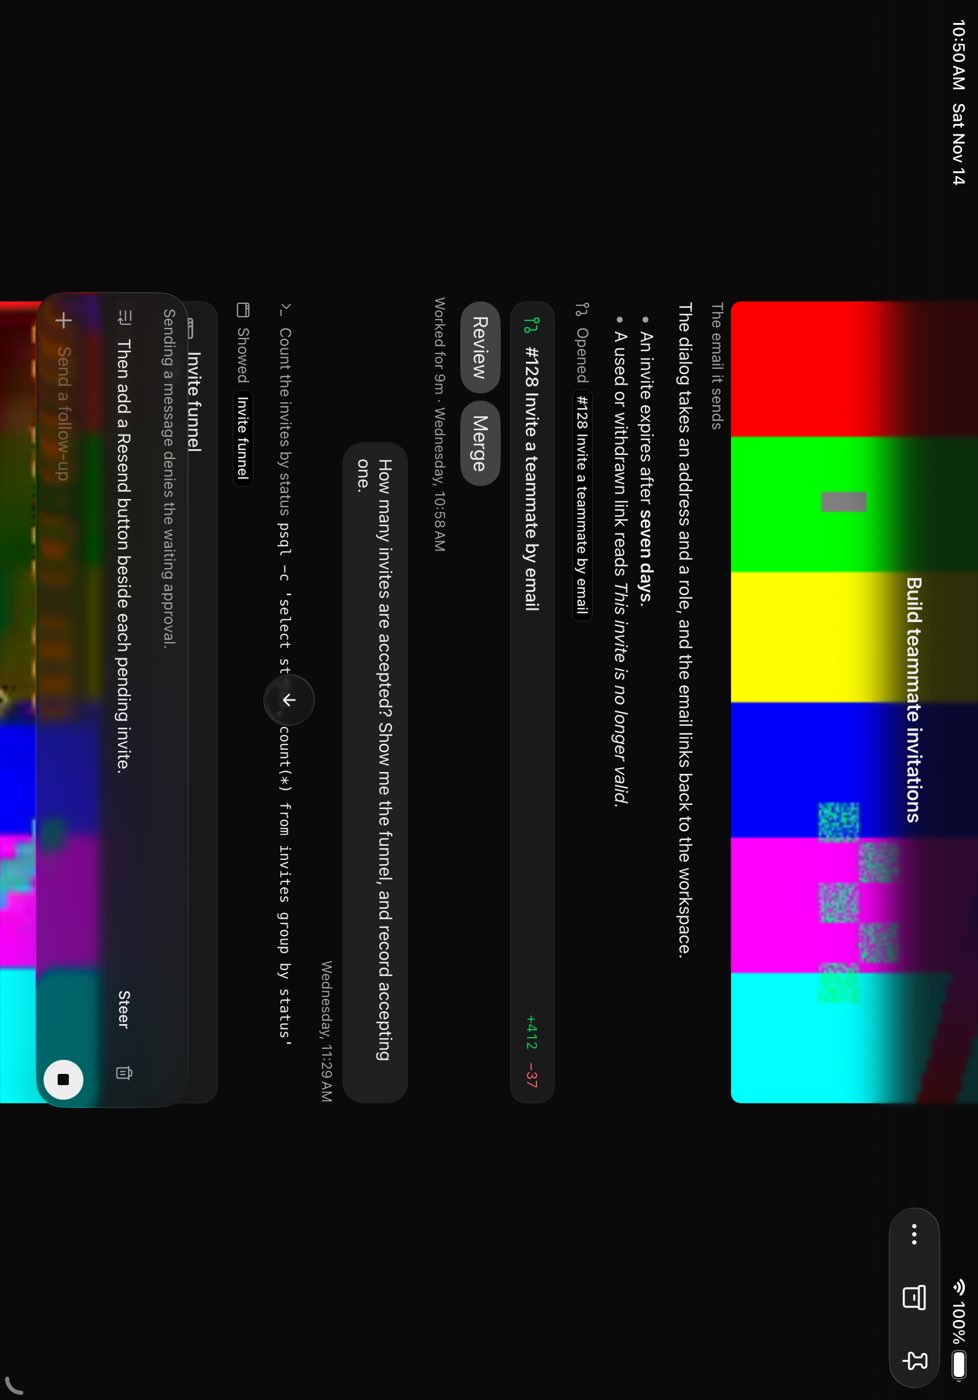 10:50 AM Sat Nov 14
100%
Build teammate invitations
The email it sends
The dialog takes an address and a role, and the email links back to the workspace.
An invite expires after seven days.
A used or withdrawn link reads This invite is no longer valid.
Opened #128 Invite a teammate by email
#128 Invite a teammate by email +412 −37
Review Merge
Worked for 9m · Wednesday, 10:58 AM
How many invites are accepted? Show me the funnel, and record accepting
one.
Wednesday, 11:29 AM
Count the invites by status psql -c 'select count(*) from invites group by status'
Showed Invite funnel
Invite funnel
Sending a message denies the waiting approval.
Then add a Resend button beside each pending invite. Steer
Send a follow-up